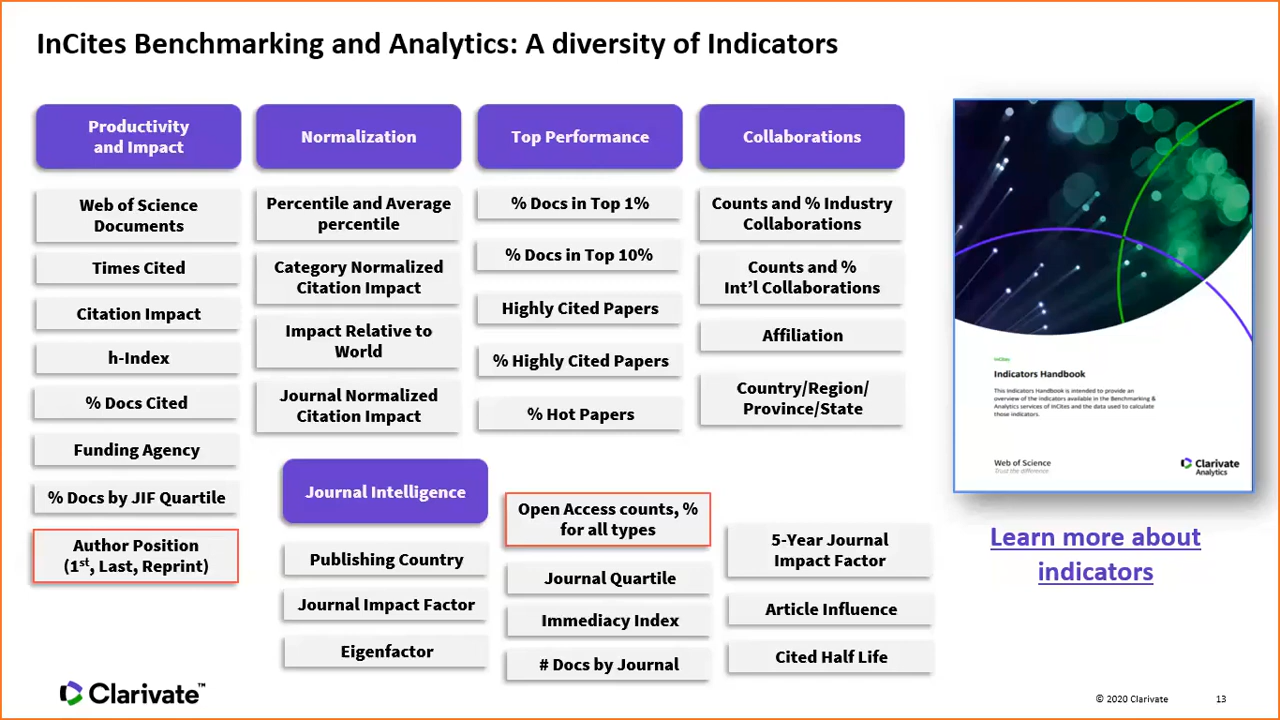 InCites Benchmarking and Analytics: A diversity of Indicators
Productivity
and Impact
Web of Science
Documents
Times Cited
Citation Impact
h-Index
% Docs Cited
Funding Agency
% Docs by JIF Quartile
Author Position
(1st, Last, Reprint)
Normalization
Percentile and Average
percentile
Category Normalized
Citation Impact
Impact Relative to
World
Journal Normalized
Citation Impact
Top Performance
% Docs in Top 1%
% Docs in Top 10%
Highly Cited Papers
% Highly Cited Papers
% Hot Papers
Collaborations
Counts and % Industry
Collaborations
Counts and %
Int'l Collaborations
Affiliation
Country/Region/
Province/State
Journal Intelligence
Publishing Country
Journal Impact Factor
Eigenfactor
Open Access counts, %
for all types
Journal Quartile
Immediacy Index
# Docs by Journal
5-Year Journal
Impact Factor
Article Influence
Cited Half Life
InCites
Indicators Handbook
This Indicators Handbook is intended to provide an
overview of the indicators available in the Benchmarking &
Analytics services of InCites and the data used to calculate
those indicators.
Web of Science
Trust the difference
Clarivate
Analytics
Learn more about
indicators
Clarivate™
© 2020 Clarivate
13